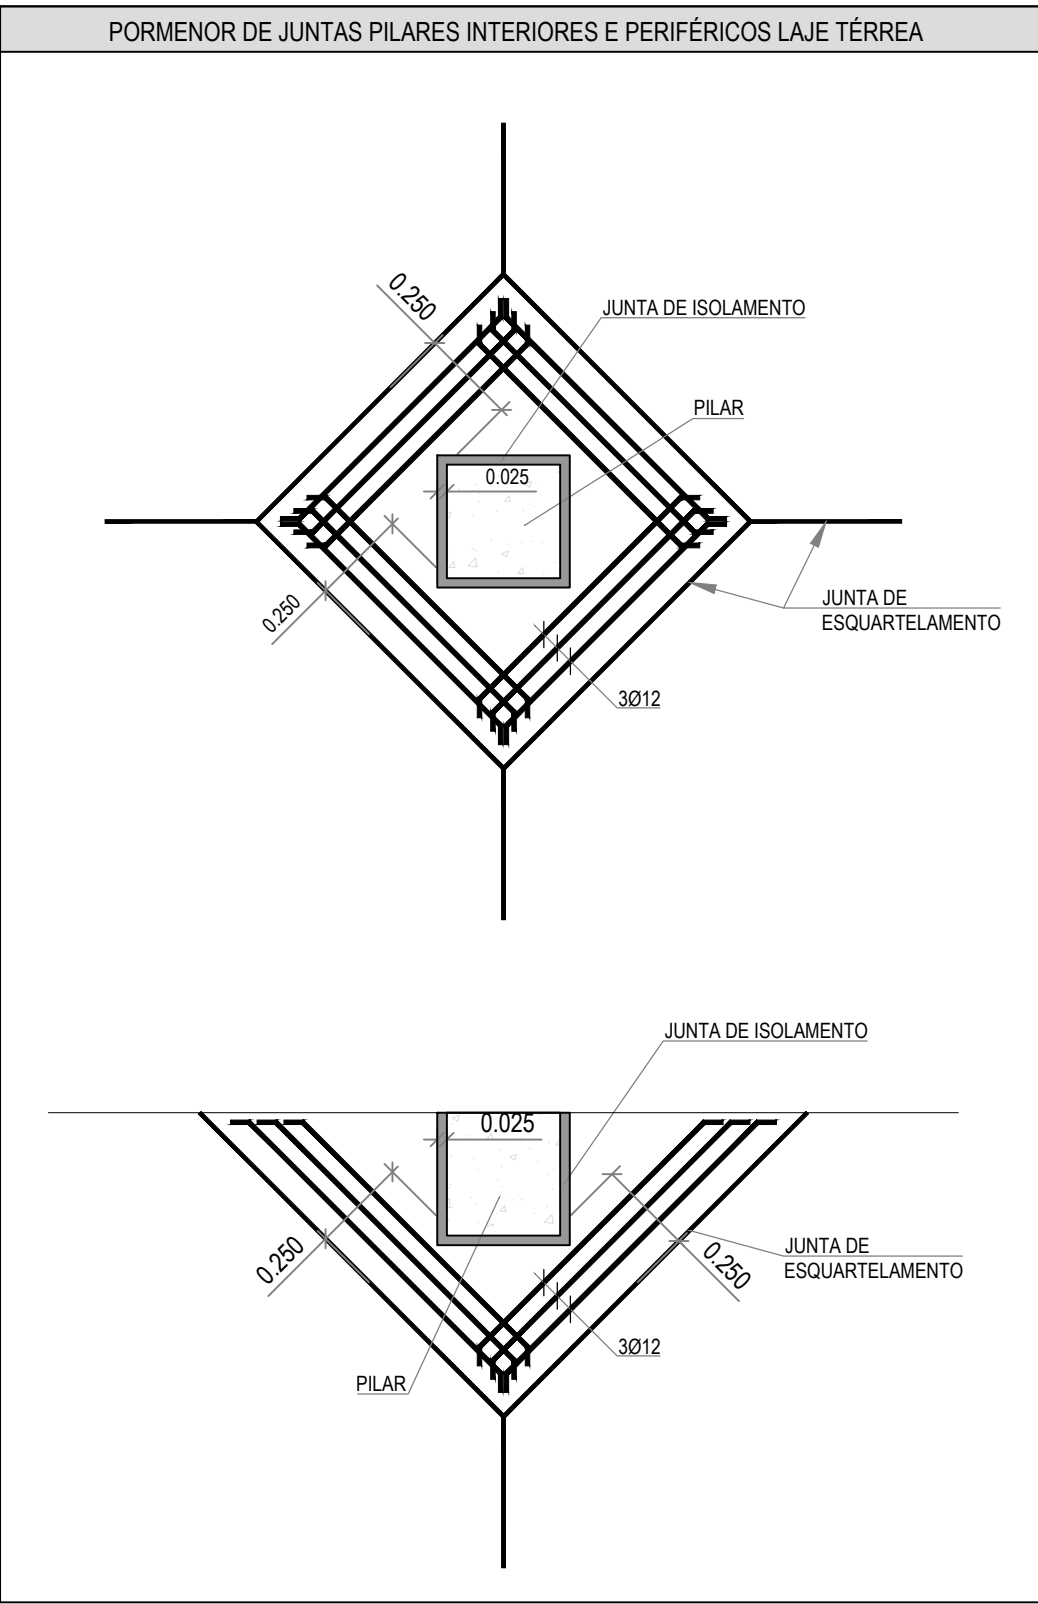 PORMENOR DE JUNTAS PILARES INTERIORES E PERIFÉRICOS LAJE TÉRREA
0.250
JUNTA DE ISOLAMENTO
PILAR
0.025
0.250
JUNTA DE
ESQUARTELAMENTO
3Ø12
JUNTA DE ISOLAMENTO
0.025
0.250
0.250
JUNTA DE
ESQUARTELAMENTO
3Ø12
PILAR